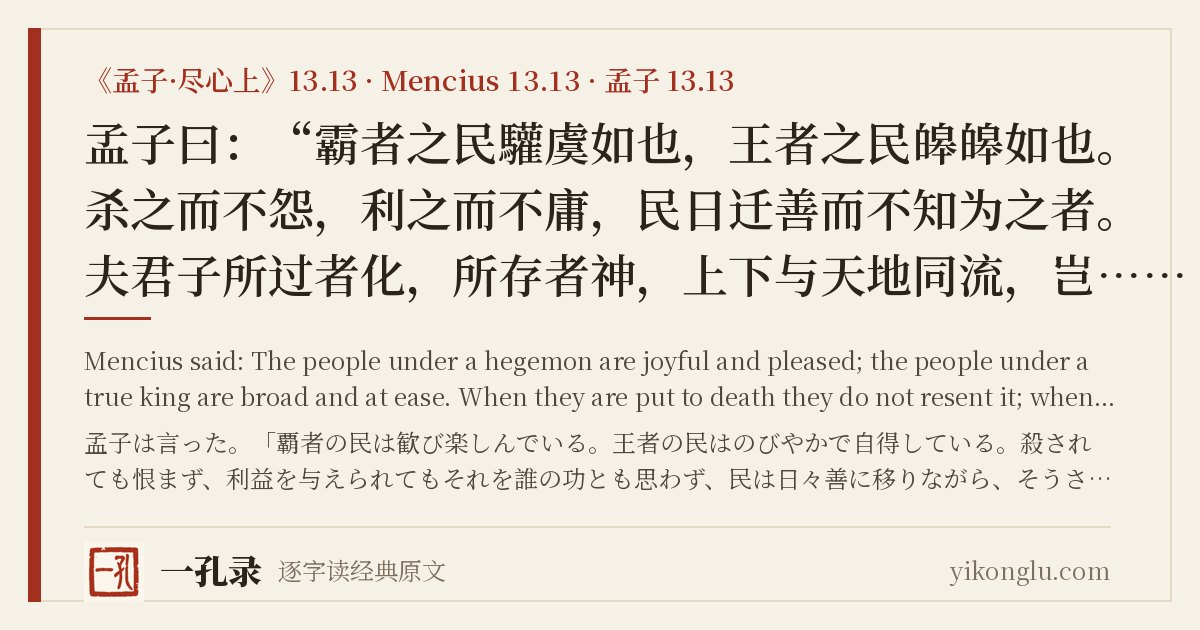 《孟子·尽心上》13.13 · Mencius 13.13 · 孟子 13.13
孟子曰：“霸者之民驩虞如也，王者之民皞皞如也。
杀之而不怨，利之而不庸，民日迁善而不知为之者。
夫君子所过者化，所存者神，上下与天地同流，岂……
Mencius said: The people under a hegemon are joyful and pleased; the people under a
true king are broad and at ease. When they are put to death they do not resent it; when...
孟子は言った。「覇者の民は歓び楽しんでいる。王者の民はのびやかで自得している。殺され
ても恨まず、利益を与えられてもそれを誰の功とも思わず、民は日々善に移りながら、そうさ…
一孔
一孔录 逐字读经典原文
yikonglu.com